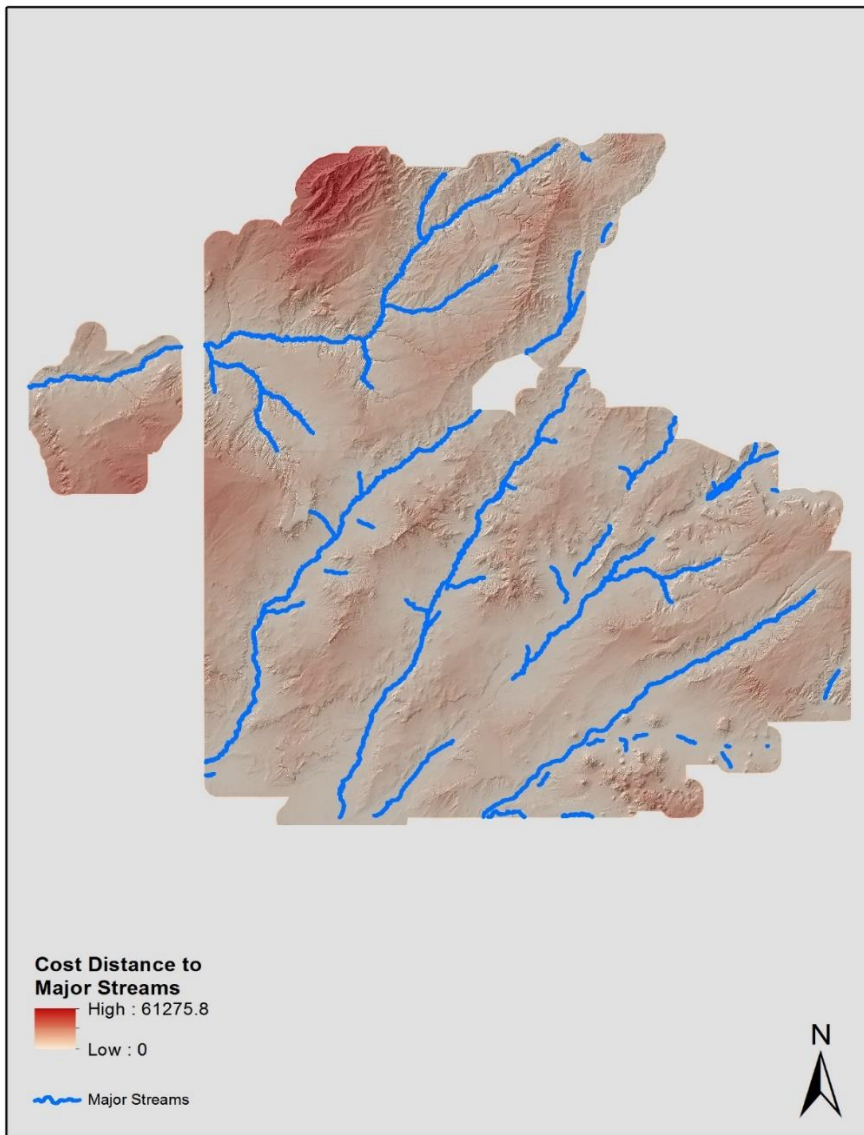 Cost Distance to
Major Streams
High : 61275.8
Low : 0
Major Streams
N